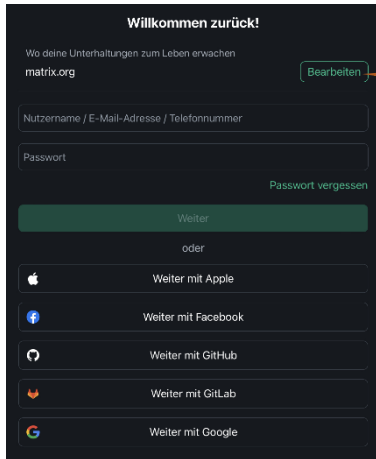 Willkommen zurück!
Wo deine Unterhaltungen zum Leben erwachen
matrix.org
Bearbeiten
Nutzername / E-Mail-Adresse / Telefonnummer
Passwort
Passwort vergessen
Weiter
oder
Weiter mit Apple
Weiter mit Facebook
Weiter mit GitHub
Weiter mit GitLab
Weiter mit Google